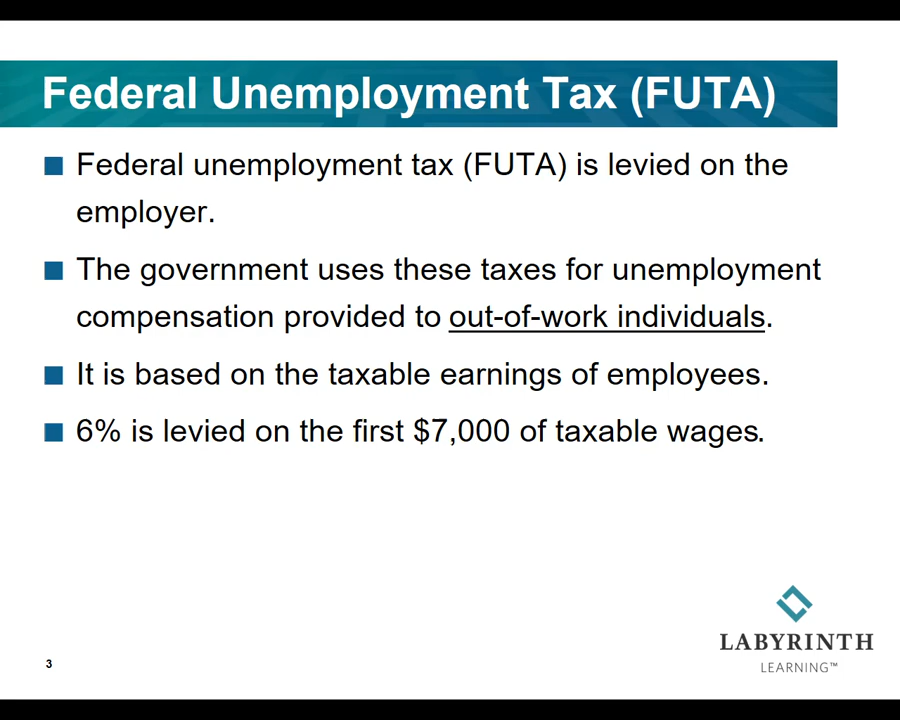 Federal Unemployment Tax (FUTA)
Federal unemployment tax (FUTA) is levied on the
employer.
The government uses these taxes for unemployment
compensation provided to out-of-work individuals.
It is based on the taxable earnings of employees.
6% is levied on the first $7,000 of taxable wages.
LABYRINTH
LEARNING™
3